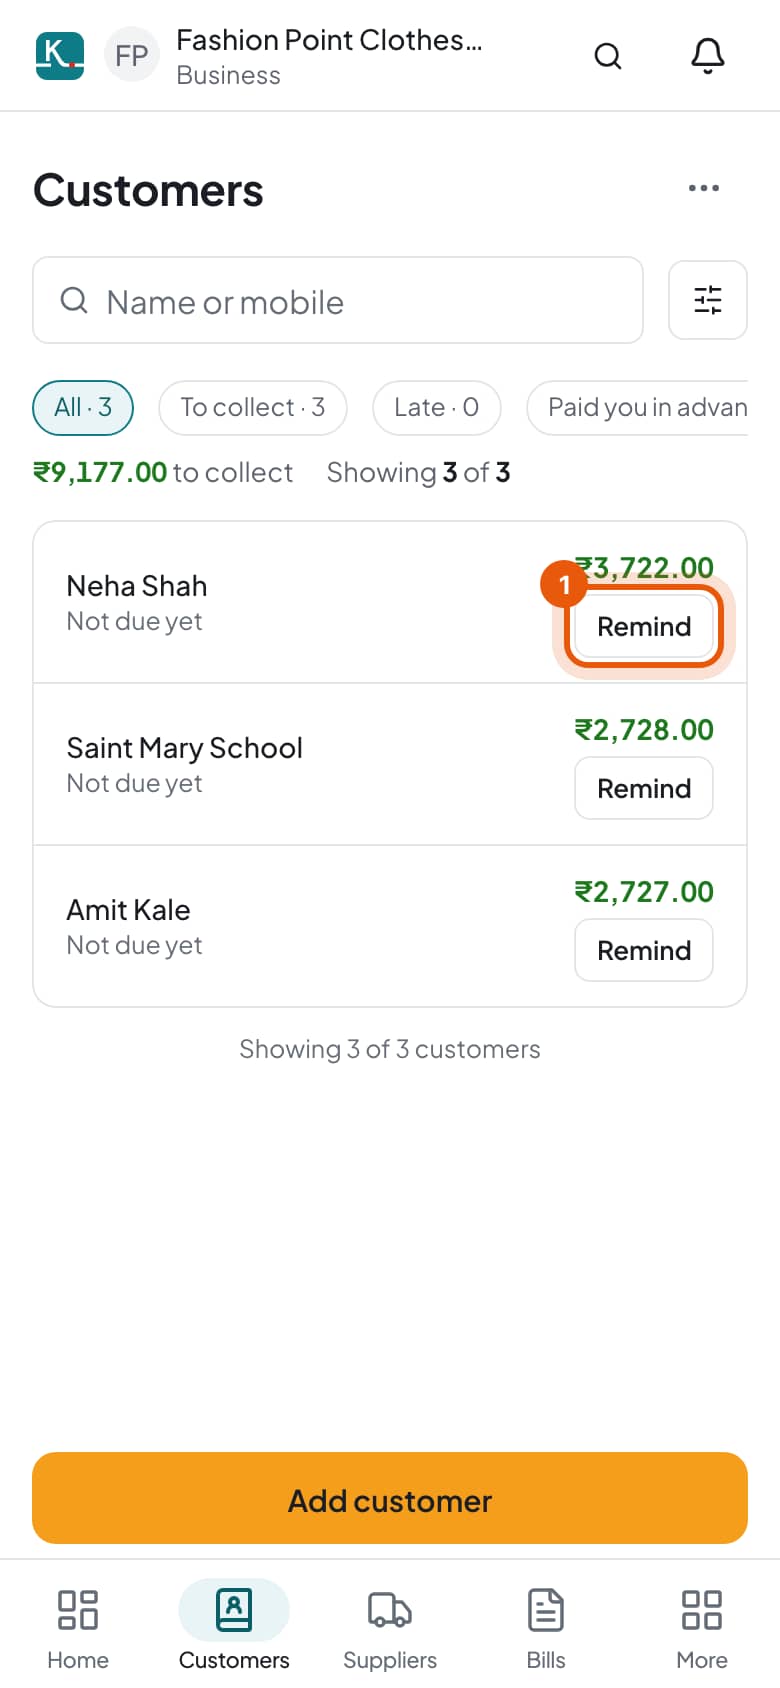 K.
FP
Fashion Point Clothes...
Business
Customers
Name or mobile
All · 3
To collect · 3
Late · 0
Paid you in advan
₹9,177.00 to collect
Showing 3 of 3
Neha Shah
Not due yet
₹3,722.00
1
Remind
Saint Mary School
Not due yet
₹2,728.00
Remind
Amit Kale
Not due yet
₹2,727.00
Remind
Showing 3 of 3 customers
Add customer
Home
Customers
Suppliers
Bills
More